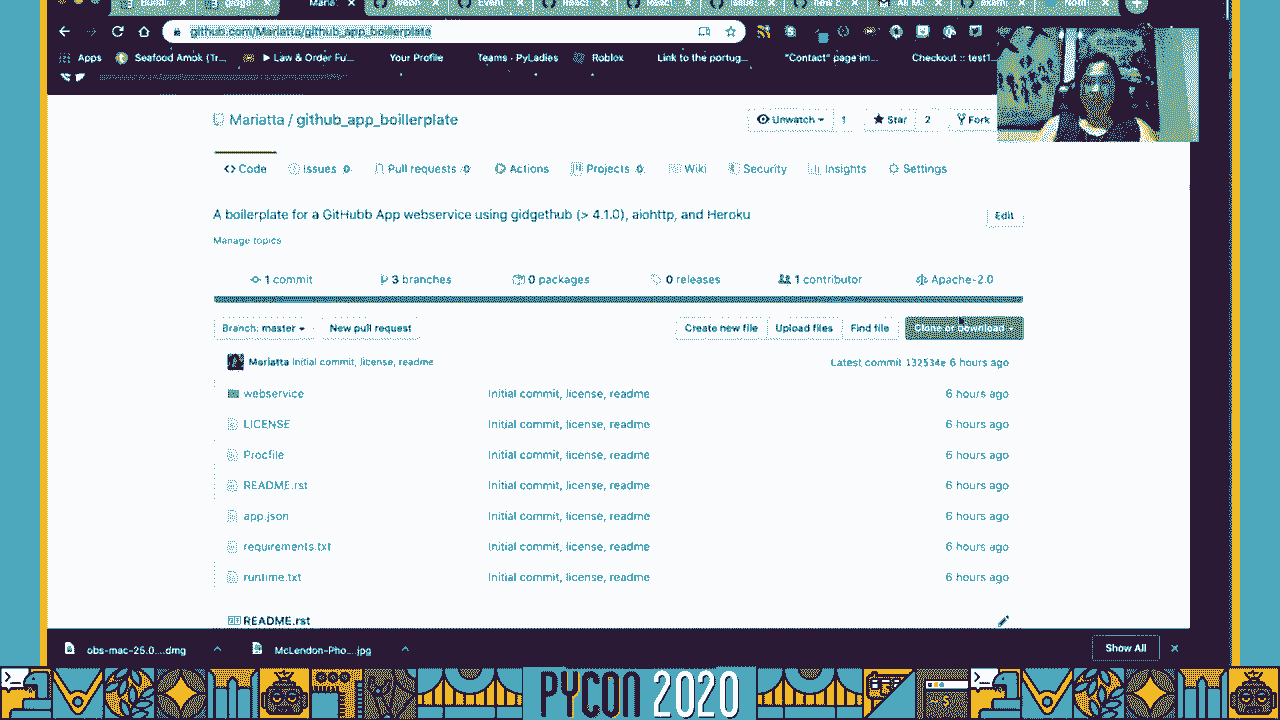 github.com/Mariatta/github_app_boilerplate
Apps Seafood Amok (Tr... Law & Order Fu... Your Profile Teams · PyLadies Roblox Link to the portug... "Contact" page im... Checkout :: test1...
Mariatta / github_app_boilerplate
Unwatch 1 Star 2 Fork
Code Issues 0 Pull requests 0 Actions Projects 0 Wiki Security Insights Settings
A boilerplate for a GitHubb App webservice using gidgethub (> 4.1.0), aiohttp, and Heroku
Edit
Manage topics
1 commit 3 branches 0 packages 0 releases 1 contributor Apache-2.0
Branch: master New pull request Create new file Upload files Find file Clone or download
Mariatta Initial commit, license, readme Latest commit 132534e 6 hours ago
webservice Initial commit, license, readme 6 hours ago
LICENSE Initial commit, license, readme 6 hours ago
Procfile Initial commit, license, readme 6 hours ago
README.rst Initial commit, license, readme 6 hours ago
app.json Initial commit, license, readme 6 hours ago
requirements.txt Initial commit, license, readme 6 hours ago
runtime.txt Initial commit, license, readme 6 hours ago
README.rst
obs-mac-25.0....dmg McLendon-Pho....jpg Show All
PYCON 2020